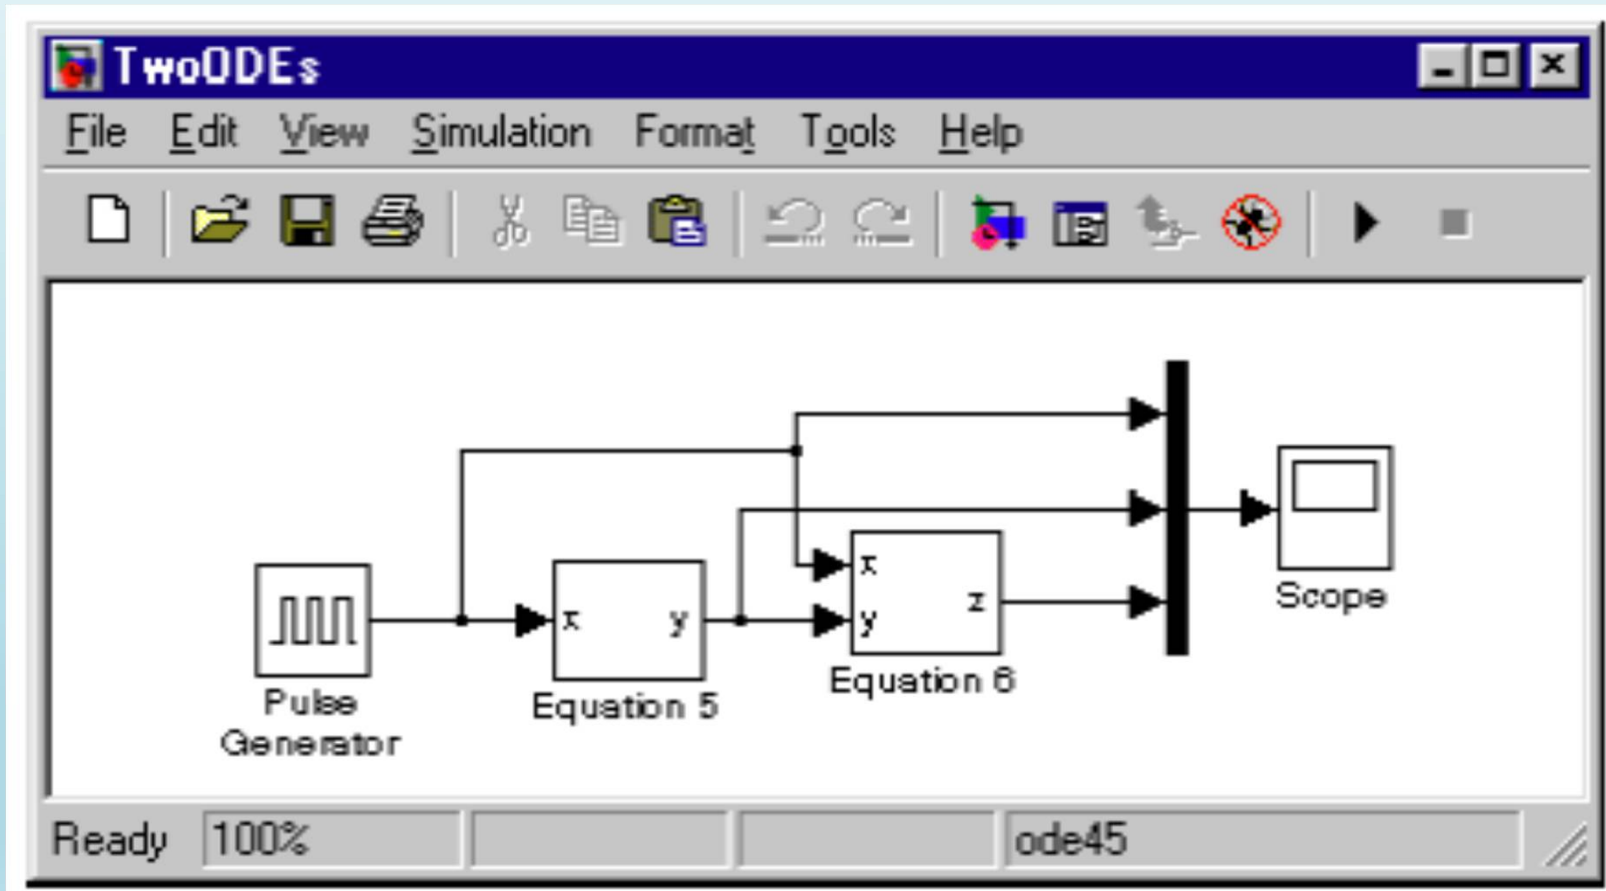 TwoODEs
File Edit View Simulation Format Tools Help
x
x y
y
z
Scope
Equation 6
Equation 5
Pulse
Generator
Ready 100% ode45